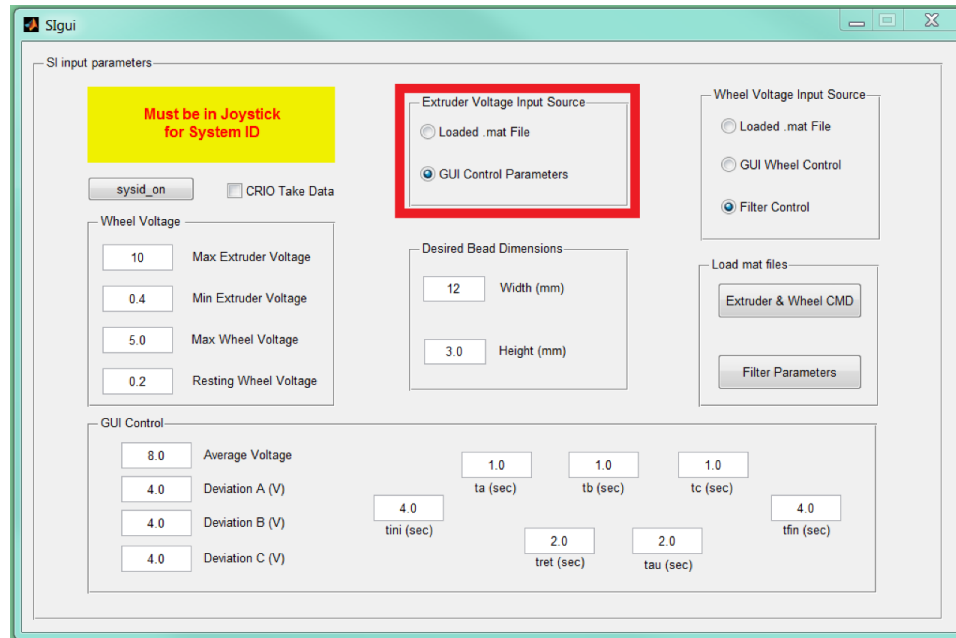 SIgui
SI input parameters
Must be in Joystick
for System ID
sysid_on
CRIO Take Data
Extruder Voltage Input Source
Loaded .mat File
GUI Control Parameters
Wheel Voltage Input Source
Loaded .mat File
GUI Wheel Control
Filter Control
Wheel Voltage
10 Max Extruder Voltage
0.4 Min Extruder Voltage
5.0 Max Wheel Voltage
0.2 Resting Wheel Voltage
Desired Bead Dimensions
12 Width (mm)
3.0 Height (mm)
Load mat files
Extruder & Wheel CMD
Filter Parameters
GUI Control
8.0 Average Voltage
4.0 Deviation A (V)
4.0 Deviation B (V)
4.0 Deviation C (V)
4.0
tini (sec)
1.0
ta (sec)
1.0
tb (sec)
1.0
tc (sec)
2.0
tret (sec)
2.0
tau (sec)
4.0
tfin (sec)